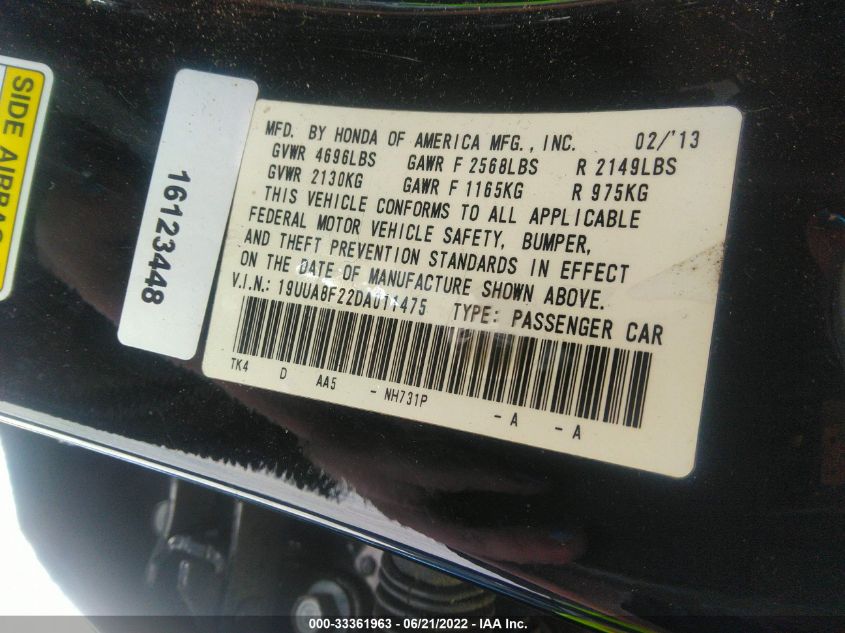 SIDE AIRBAG
16123448
MFD. BY HONDA OF AMERICA MFG., INC. 02/'13
GVWR 4696LBS GAWR F 2568LBS R 2149LBS
GVWR 2130KG GAWR F 1165KG R 975KG
THIS VEHICLE CONFORMS TO ALL APPLICABLE
FEDERAL MOTOR VEHICLE SAFETY, BUMPER,
AND THEFT PREVENTION STANDARDS IN EFFECT
ON THE DATE OF MANUFACTURE SHOWN ABOVE.
V.I.N.: 19UUA8F22DA011475 TYPE: PASSENGER CAR
TK4 D AA5 - NH731P - A - A
000-33361963 - 06/21/2022 - IAA Inc.